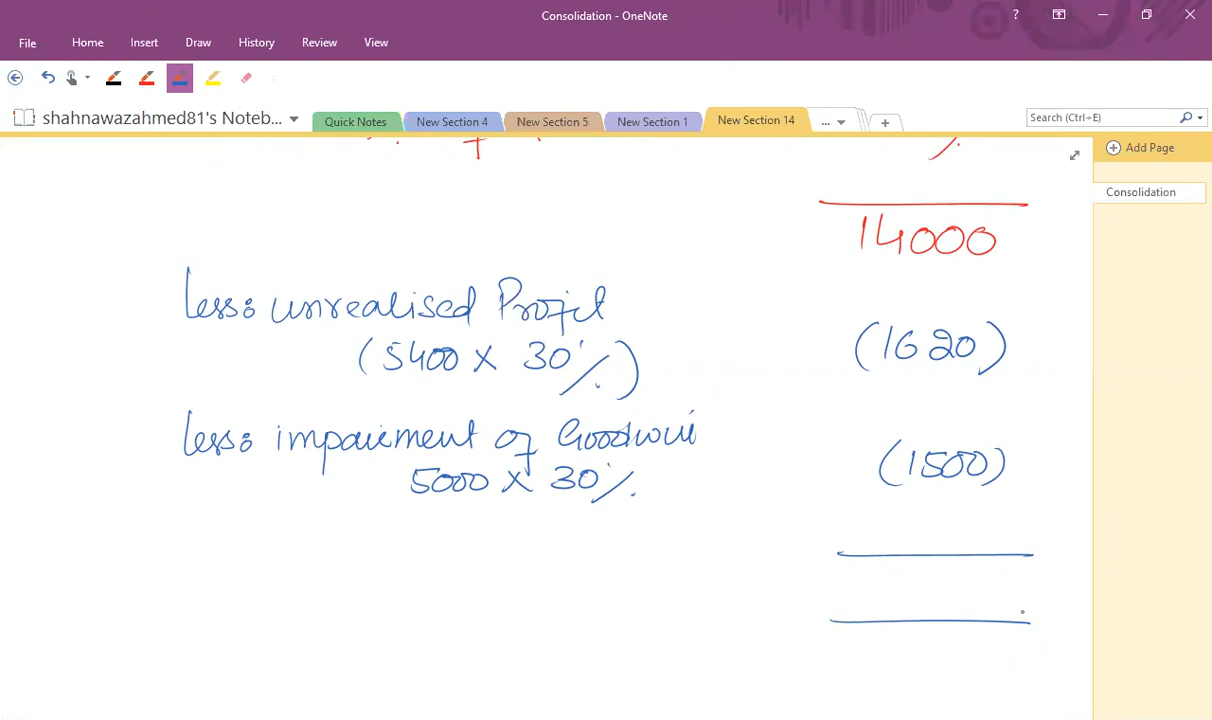 Consolidation - OneNote
?
File Home Insert Draw History Review View
shahnawazahmed81's Noteb... Quick Notes New Section 4 New Section 5 New Section 1 New Section 14 ... + Search (Ctrl+E)
Add Page
Consolidation
14000
less: unrealised Profit
(5400 X 30%) (1620)
less: impairment of Goodwill
5000 X 30% (1500)